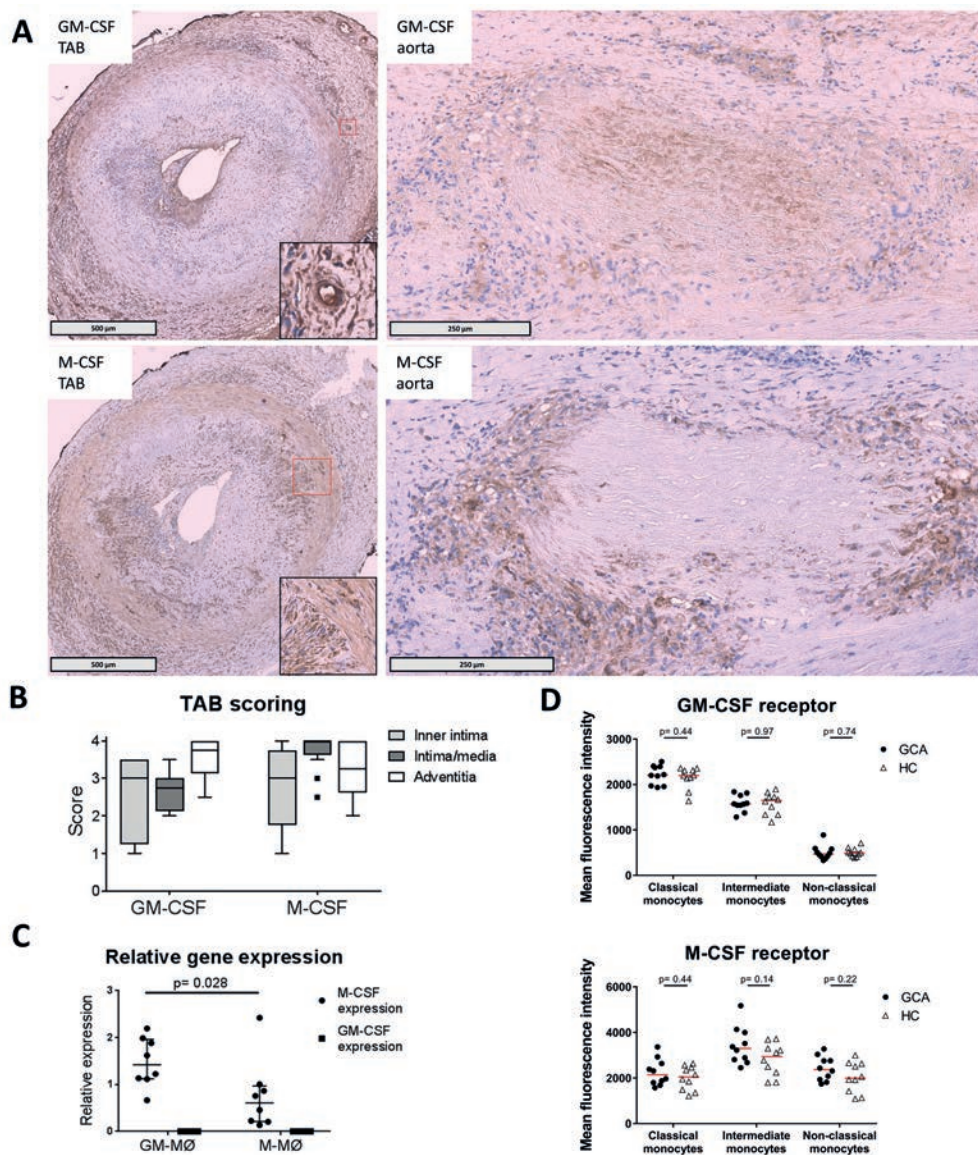 A
GM-CSF
TAB
GM-CSF
aorta
500 µm
250 µm
M-CSF
TAB
M-CSF
aorta
500 µm
250 µm
B
TAB scoring
Score
4
3
2
1
0
GM-CSF
M-CSF
Inner intima
Intima/media
Adventitia
C
Relative gene expression
p= 0.028
Relative expression
3
2
1
0
GM-MØ
M-MØ
M-CSF
expression
GM-CSF
expression
D
GM-CSF receptor
p= 0.44
p= 0.97
p= 0.74
Mean fluorescence intensity
3000
2000
1000
0
Classical
monocytes
Intermediate
monocytes
Non-classical
monocytes
GCA
HC
M-CSF receptor
p= 0.44
p= 0.14
p= 0.22
Mean fluorescence intensity
6000
4000
2000
0
Classical
monocytes
Intermediate
monocytes
Non-classical
monocytes
GCA
HC